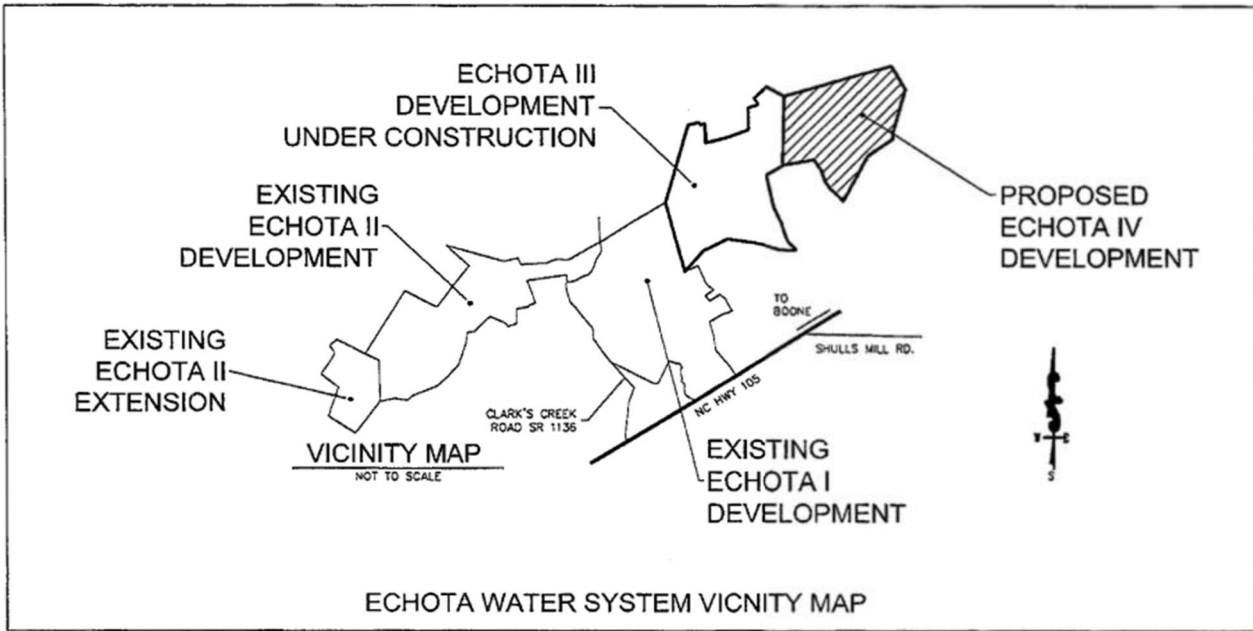 ECHOTA III
DEVELOPMENT
UNDER CONSTRUCTION
EXISTING
ECHOTA II
DEVELOPMENT
PROPOSED
ECHOTA IV
DEVELOPMENT
EXISTING
ECHOTA II
EXTENSION
TO
BOONE
SHULLS MILL RD.
NC HWY 105
CLARK'S CREEK
ROAD SR 1136
VICINITY MAP
NOT TO SCALE
EXISTING
ECHOTA I
DEVELOPMENT
W E
S
ECHOTA WATER SYSTEM VICNITY MAP